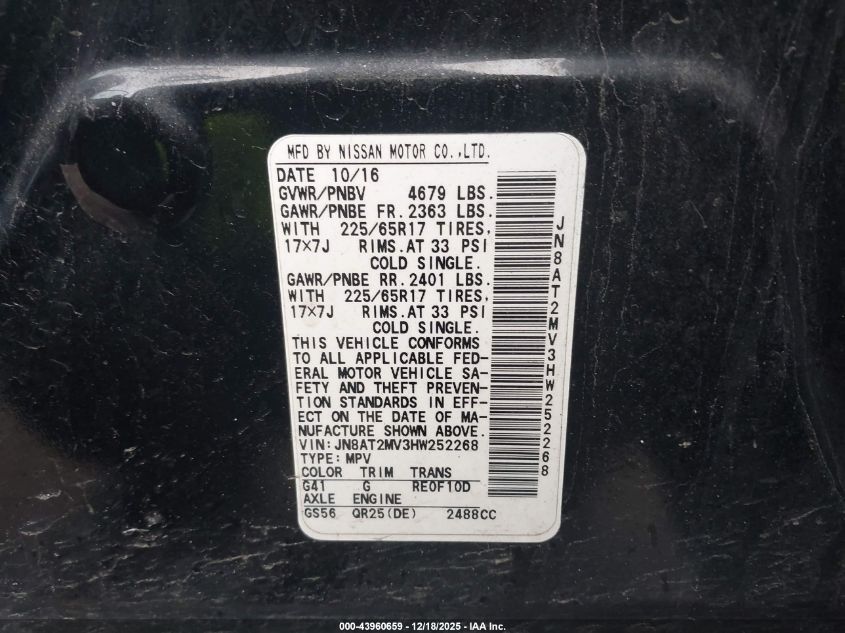 MFD BY NISSAN MOTOR CO.,LTD.
DATE 10/16
GVWR/PNBV 4679 LBS.
GAWR/PNBE FR. 2363 LBS.
WITH 225/65R17 TIRES,
17×7J RIMS.AT 33 PSI
COLD SINGLE.
GAWR/PNBE RR. 2401 LBS.
WITH 225/65R17 TIRES,
17×7J RIMS.AT 33 PSI
COLD SINGLE.
THIS VEHICLE CONFORMS
TO ALL APPLICABLE FED-
ERAL MOTOR VEHICLE SA-
FETY AND THEFT PREVEN-
TION STANDARDS IN EFF-
ECT ON THE DATE OF MA-
NUFACTURE SHOWN ABOVE.
VIN:JN8AT2MV3HW252268
TYPE: MPV
COLOR TRIM TRANS
G41 G RE0F10D
AXLE ENGINE
GS56 QR25(DE) 2488CC
JN8AT2MV3HW252268
000-43960659 - 12/18/2025 - IAA Inc.